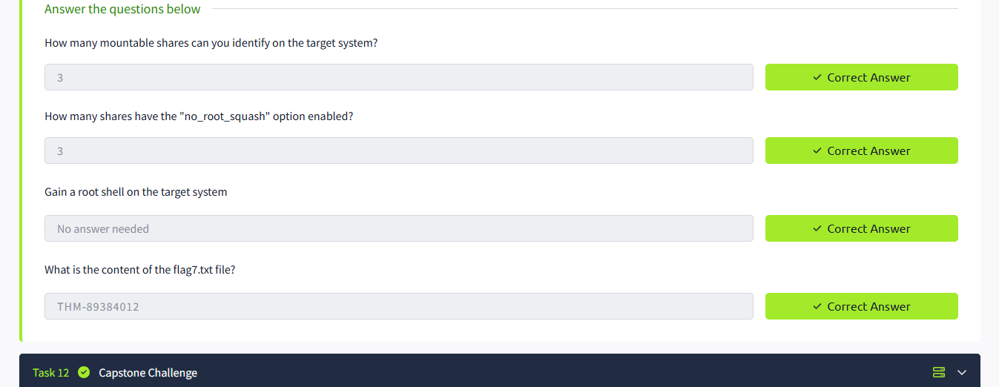 Answer the questions below
How many mountable shares can you identify on the target system?
3
Correct Answer
How many shares have the "no_root_squash" option enabled?
3
Correct Answer
Gain a root shell on the target system
No answer needed
Correct Answer
What is the content of the flag7.txt file?
THM-89384012
Correct Answer
Task 12 Capstone Challenge